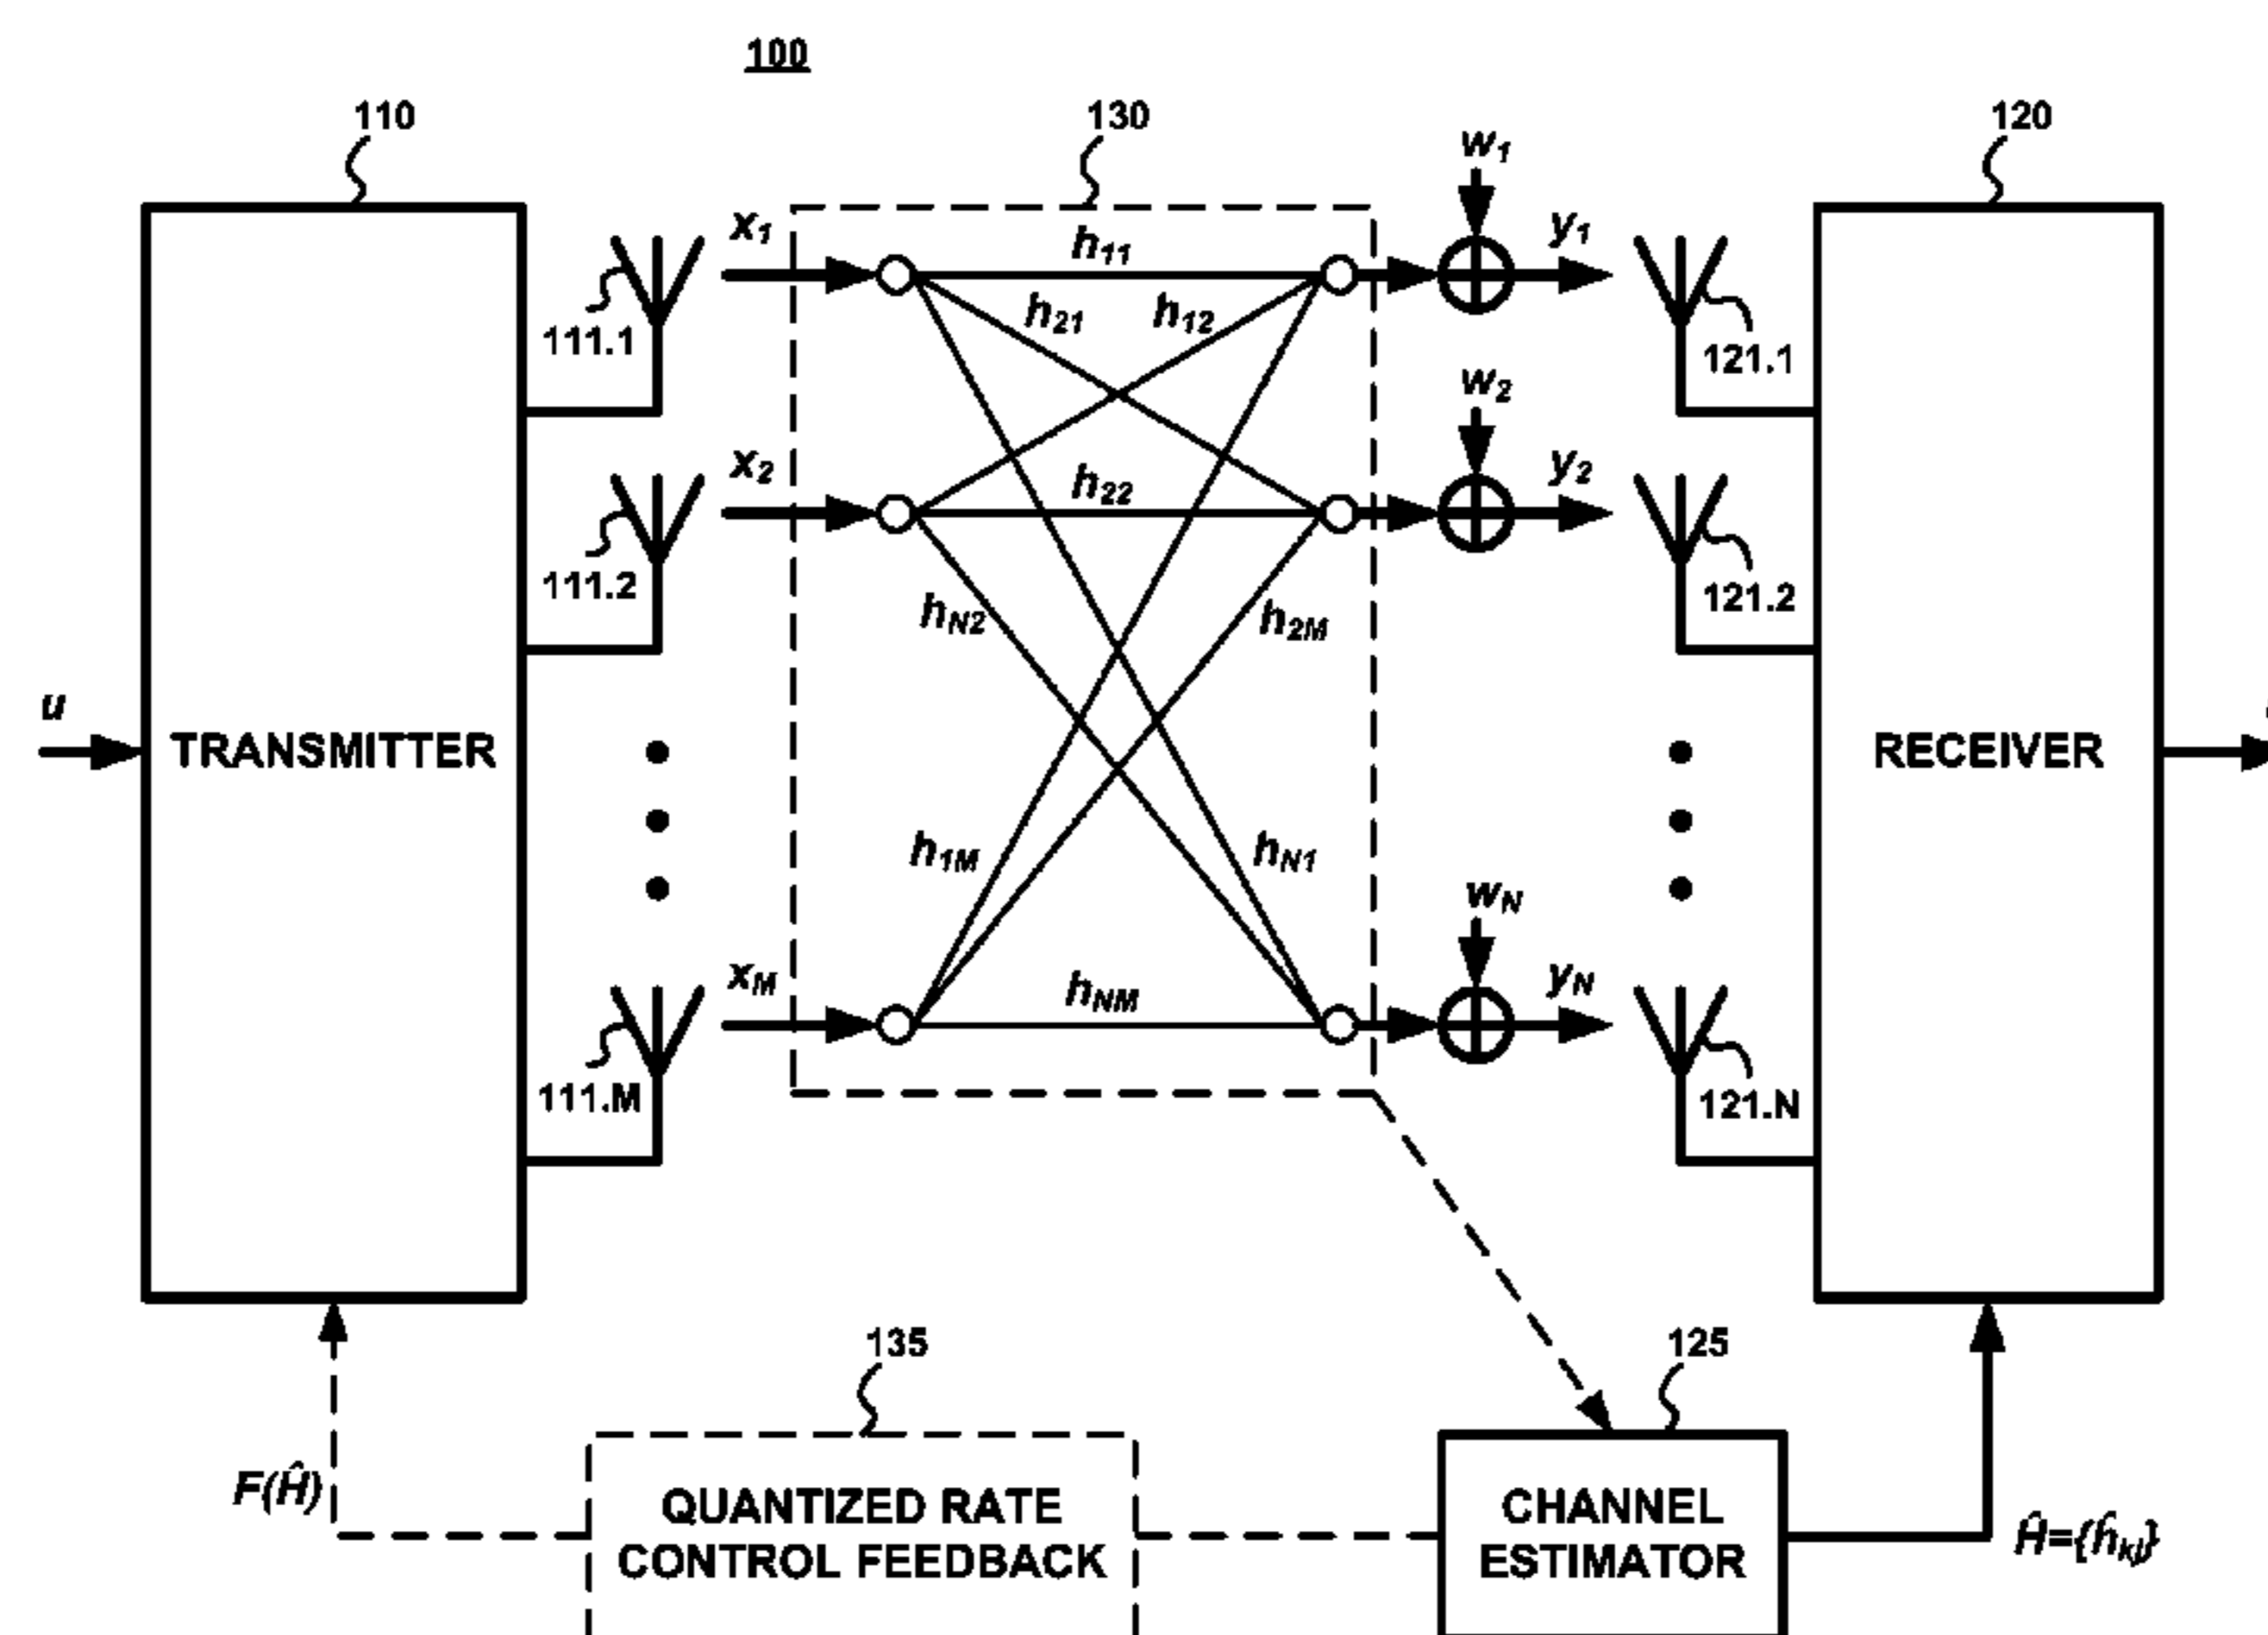 100
110
130
120
w1
x1
h11
y1
h21
h12
111.1
121.1
w2
x2
h22
y2
111.2
121.2
hN2
h2M
u
TRANSMITTER
RECEIVER
h1M
hN1
wN
xM
hNM
yN
111.M
121.N
135
125
F(Ĥ)
QUANTIZED RATE
CONTROL FEEDBACK
CHANNEL
ESTIMATOR
Ĥ={ĥkj}